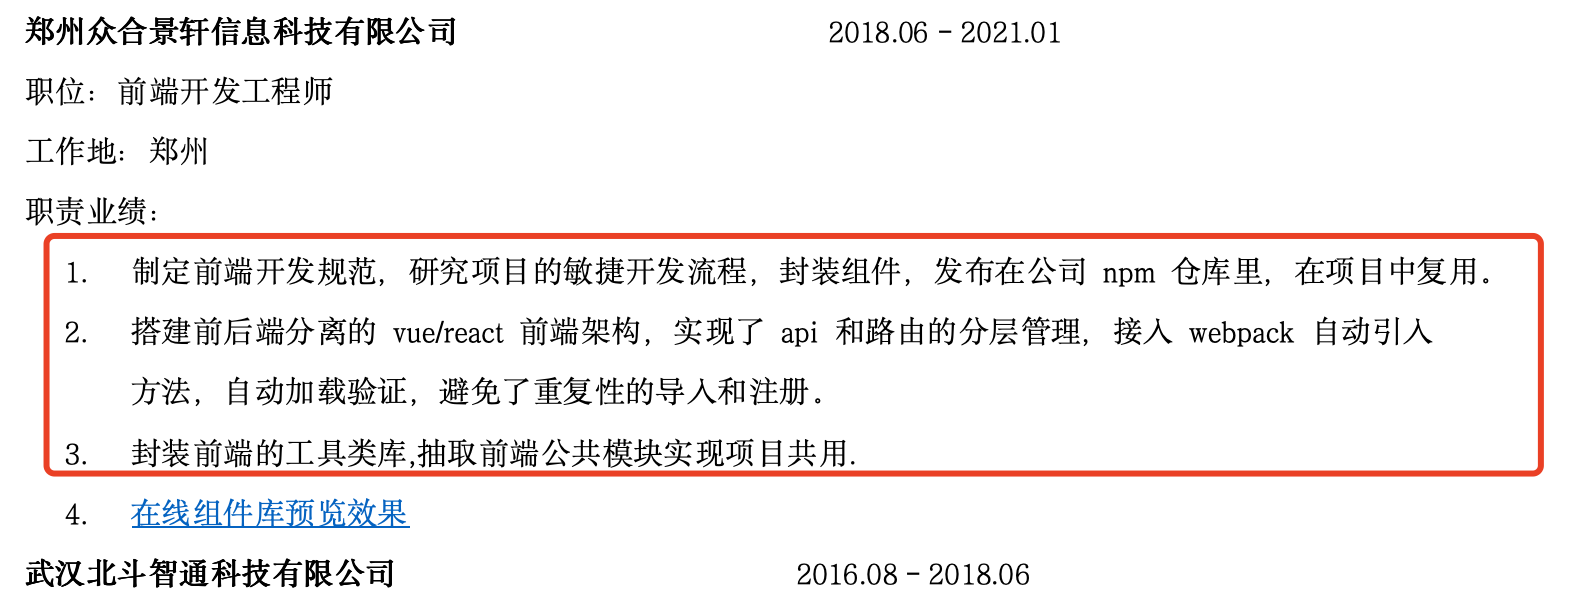 郑州众合景轩信息科技有限公司 2018.06 – 2021.01
职位：前端开发工程师
工作地：郑州
职责业绩：
1. 制定前端开发规范，研究项目的敏捷开发流程，封装组件，发布在公司 npm 仓库里，在项目中复用。
2. 搭建前后端分离的 vue/react 前端架构，实现了 api 和路由的分层管理，接入 webpack 自动引入
方法，自动加载验证，避免了重复性的导入和注册。
3. 封装前端的工具类库,抽取前端公共模块实现项目共用.
4. 在线组件库预览效果
武汉北斗智通科技有限公司 2016.08 – 2018.06